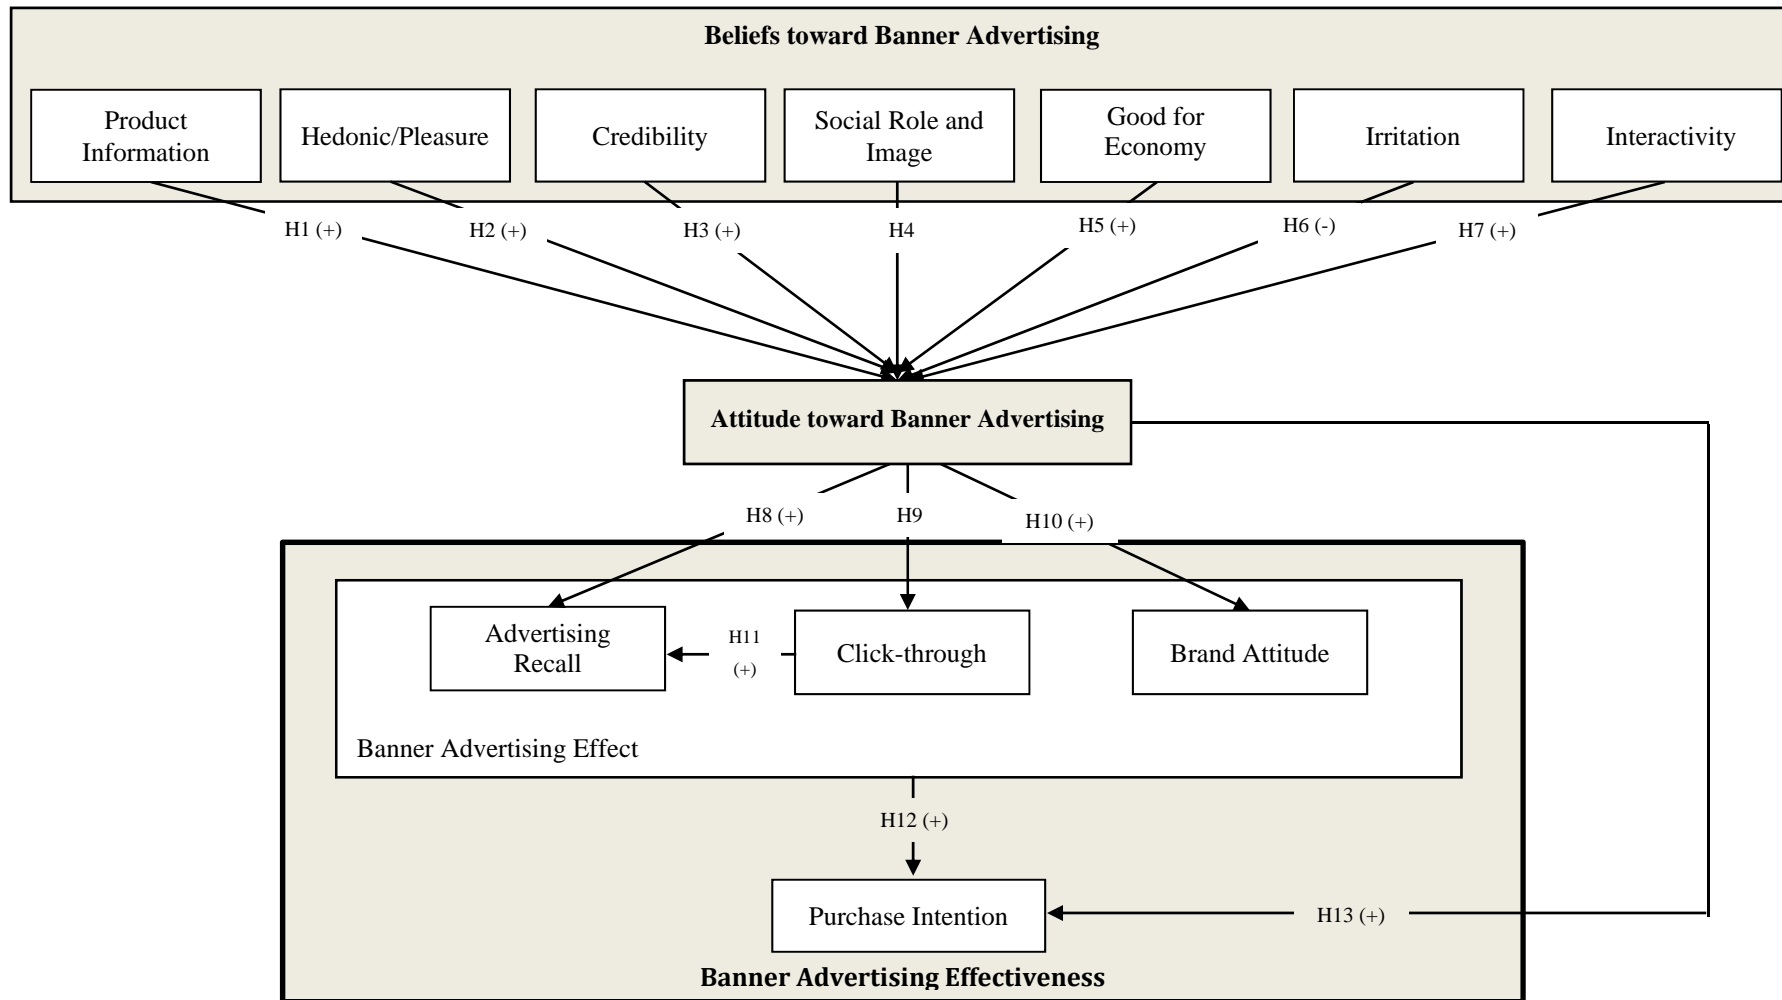 Beliefs toward Banner Advertising
Product
Information
Hedonic/Pleasure
Credibility
Social Role and
Image
Good for
Economy
Irritation
Interactivity
H1 (+)
H2 (+)
H3 (+)
H4
H5 (+)
H6 (-)
H7 (+)
Attitude toward Banner Advertising
H8 (+)
H9
H10 (+)
Advertising
Recall
H11
(+)
Click-through
Brand Attitude
Banner Advertising Effect
H12 (+)
Purchase Intention
H13 (+)
Banner Advertising Effectiveness